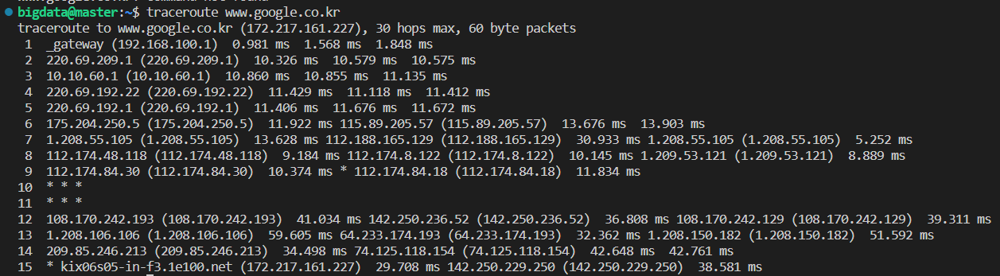 bigdata@master:~$ traceroute www.google.co.kr
traceroute to www.google.co.kr (172.217.161.227), 30 hops max, 60 byte packets
1 _gateway (192.168.100.1) 0.981 ms 1.568 ms 1.848 ms
2 220.69.209.1 (220.69.209.1) 10.326 ms 10.579 ms 10.575 ms
3 10.10.60.1 (10.10.60.1) 10.860 ms 10.855 ms 11.135 ms
4 220.69.192.22 (220.69.192.22) 11.429 ms 11.118 ms 11.412 ms
5 220.69.192.1 (220.69.192.1) 11.406 ms 11.676 ms 11.672 ms
6 175.204.250.5 (175.204.250.5) 11.922 ms 115.89.205.57 (115.89.205.57) 13.676 ms 13.903 ms
7 1.208.55.105 (1.208.55.105) 13.628 ms 112.188.165.129 (112.188.165.129) 30.933 ms 1.208.55.105 (1.208.55.105) 5.252 ms
8 112.174.48.118 (112.174.48.118) 9.184 ms 112.174.8.122 (112.174.8.122) 10.145 ms 1.209.53.121 (1.209.53.121) 8.889 ms
9 112.174.84.30 (112.174.84.30) 10.374 ms * 112.174.84.18 (112.174.84.18) 11.834 ms
10 * * *
11 * * *
12 108.170.242.193 (108.170.242.193) 41.034 ms 142.250.236.52 (142.250.236.52) 36.808 ms 108.170.242.129 (108.170.242.129) 39.311 ms
13 1.208.106.106 (1.208.106.106) 59.605 ms 64.233.174.193 (64.233.174.193) 32.362 ms 1.208.150.182 (1.208.150.182) 51.592 ms
14 209.85.246.213 (209.85.246.213) 34.498 ms 74.125.118.154 (74.125.118.154) 42.648 ms 42.761 ms
15 * kix06s05-in-f3.1e100.net (172.217.161.227) 29.708 ms 142.250.229.250 (142.250.229.250) 38.581 ms